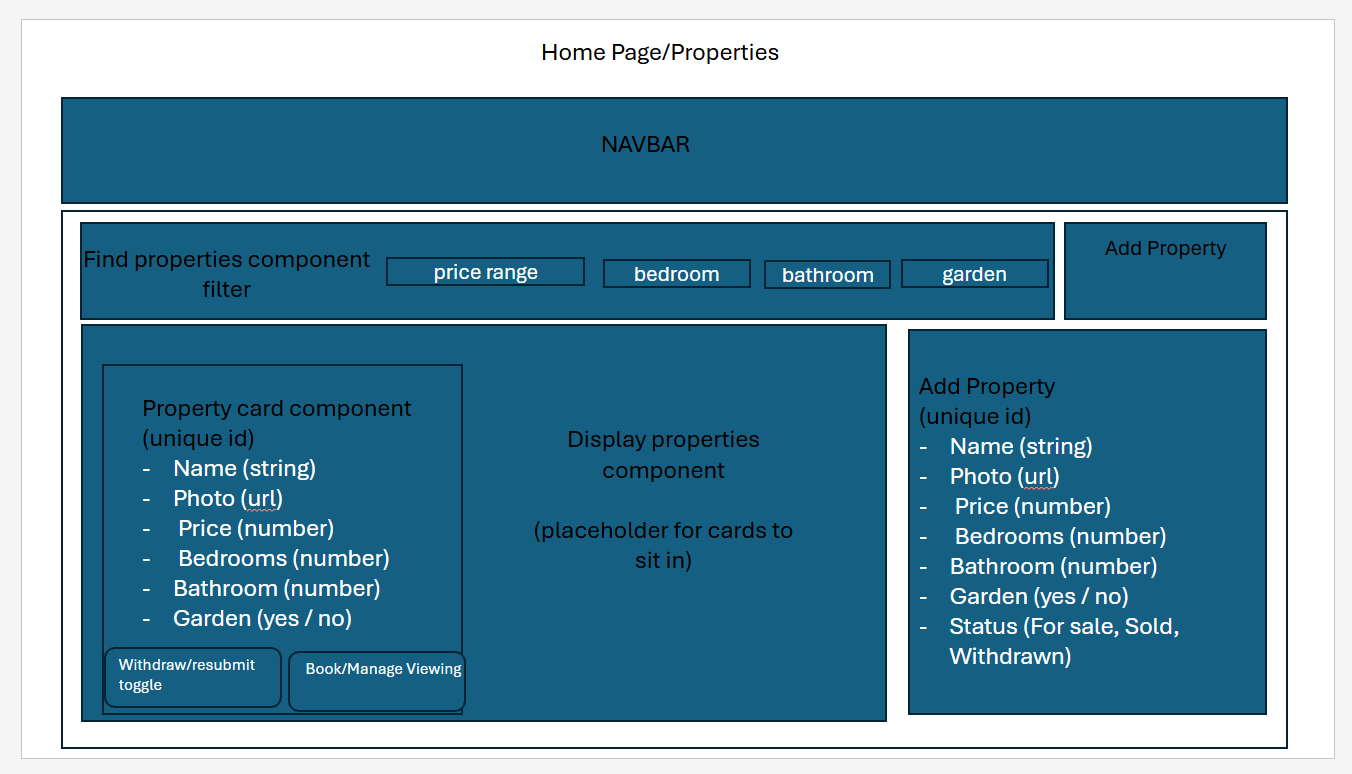 Home Page/Properties
NAVBAR
Find properties component
filter
price range
bedroom
bathroom
garden
Add Property
Property card component
(unique id)
- Name (string)
- Photo (url)
- Price (number)
- Bedrooms (number)
- Bathroom (number)
- Garden (yes / no)
Withdraw/resubmit
toggle
Book/Manage Viewing
Display properties
component
(placeholder for cards to
sit in)
Add Property
(unique id)
- Name (string)
- Photo (url)
- Price (number)
- Bedrooms (number)
- Bathroom (number)
- Garden (yes / no)
- Status (For sale, Sold,
Withdrawn)